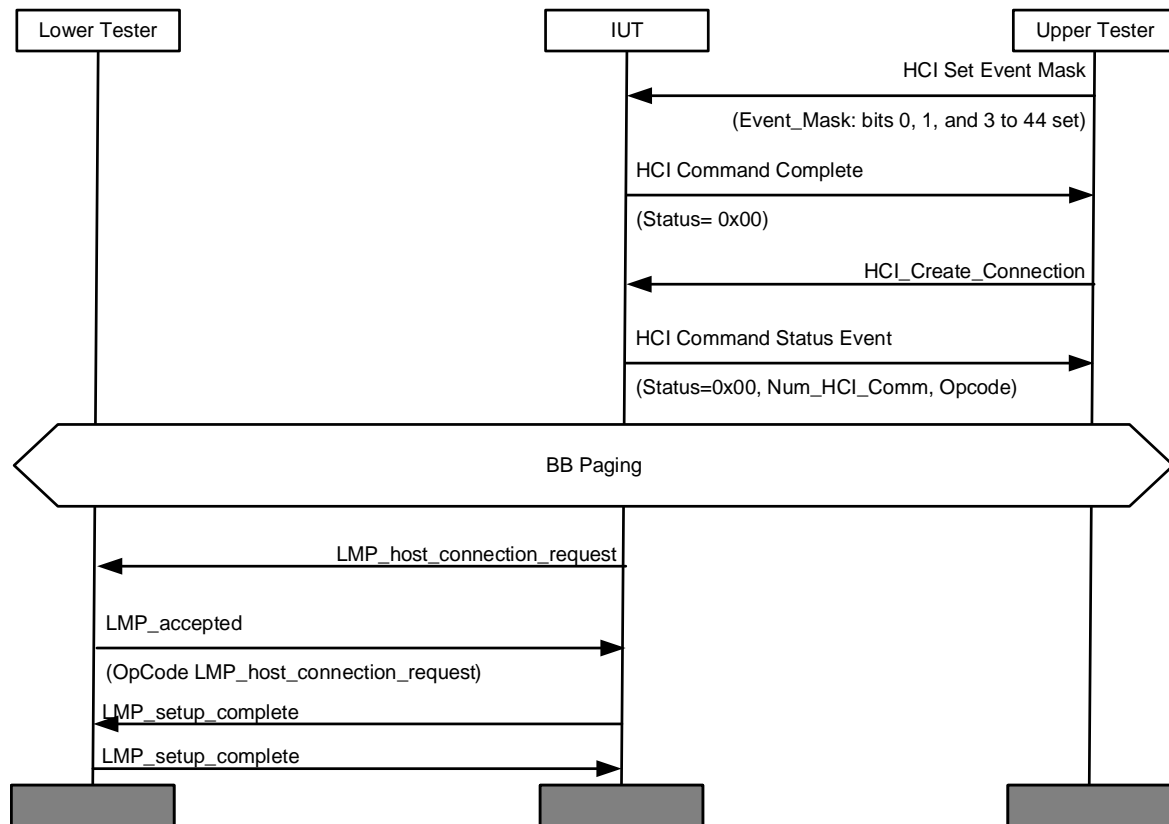 Lower Tester
IUT
Upper Tester
HCI Set Event Mask
(Event_Mask: bits 0, 1, and 3 to 44 set)
HCI Command Complete
(Status= 0x00)
HCI_Create_Connection
HCI Command Status Event
(Status=0x00, Num_HCI_Comm, Opcode)
BB Paging
LMP_host_connection_request
LMP_accepted
(OpCode LMP_host_connection_request)
LMP_setup_complete
LMP_setup_complete